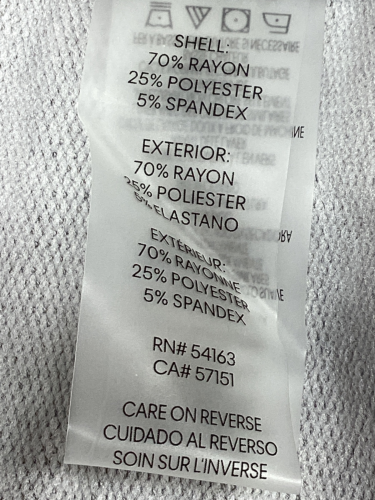 SHELL:
70% RAYON
25% POLYESTER
5% SPANDEX
EXTERIOR:
70% RAYON
25% POLIESTER
5% ELASTANO
EXTÉRIEUR:
70% RAYONNE
25% POLYESTER
5% SPANDEX
RN# 54163
CA# 57151
CARE ON REVERSE
CUIDADO AL REVERSO
SOIN SUR L'INVERSE